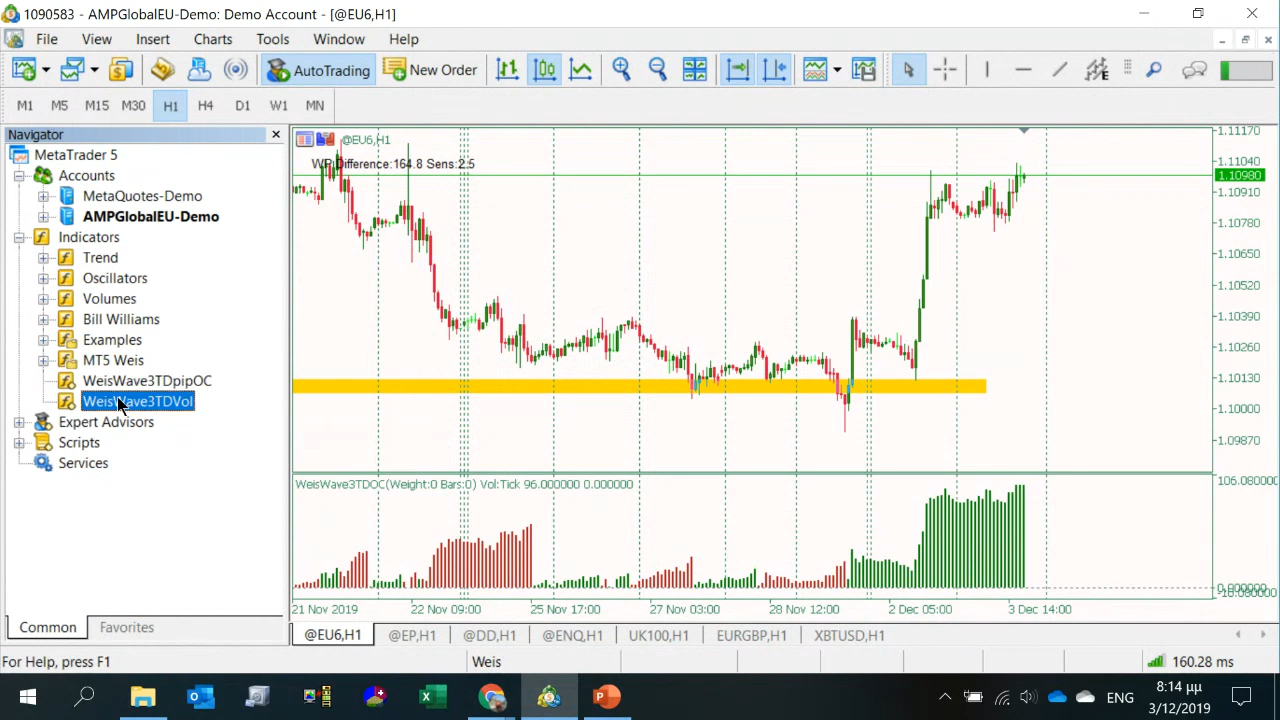 1090583 - AMPGlobalEU-Demo: Demo Account - [@EU6,H1]
File View Insert Charts Tools Window Help
AutoTrading New Order
M1 M5 M15 M30 H1 H4 D1 W1 MN
Navigator
MetaTrader 5
Accounts
MetaQuotes-Demo
AMPGlobalEU-Demo
Indicators
Trend
Oscillators
Volumes
Bill Williams
Examples
MT5 Weis
WeisWave3TDpipOC
WeisWave3TDVol
Expert Advisors
Scripts
Services
Common Favorites
@EU6,H1
WP Difference:164.8 Sens:2.5
1.11170
1.11040
1.10980
1.10910
1.10780
1.10650
1.10520
1.10390
1.10260
1.10130
1.10000
1.09870
WeisWave3TDOC(Weight:0 Bars:0) Vol:Tick 96.000000 0.000000
106.080000
0.000000
21 Nov 2019 22 Nov 09:00 25 Nov 17:00 27 Nov 03:00 28 Nov 12:00 2 Dec 05:00 3 Dec 14:00
@EU6,H1 @EP,H1 @DD,H1 @ENQ,H1 UK100,H1 EURGBP,H1 XBTUSD,H1
For Help, press F1 Weis 160.28 ms
ENG 8:14 μμ
3/12/2019